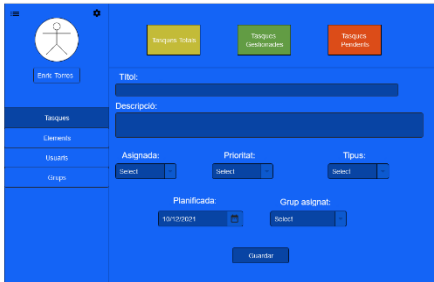 Tasques Totals
Tasques
Gestionades
Tasques
Pendents
Enric Torres
Tasques
Elements
Usuaris
Grups
Títol:
Descripció:
Asignada:
Prioritat:
Tipus:
Select
Select
Select
Planificada:
Grup asignat:
10/12/2021
Select
Guardar